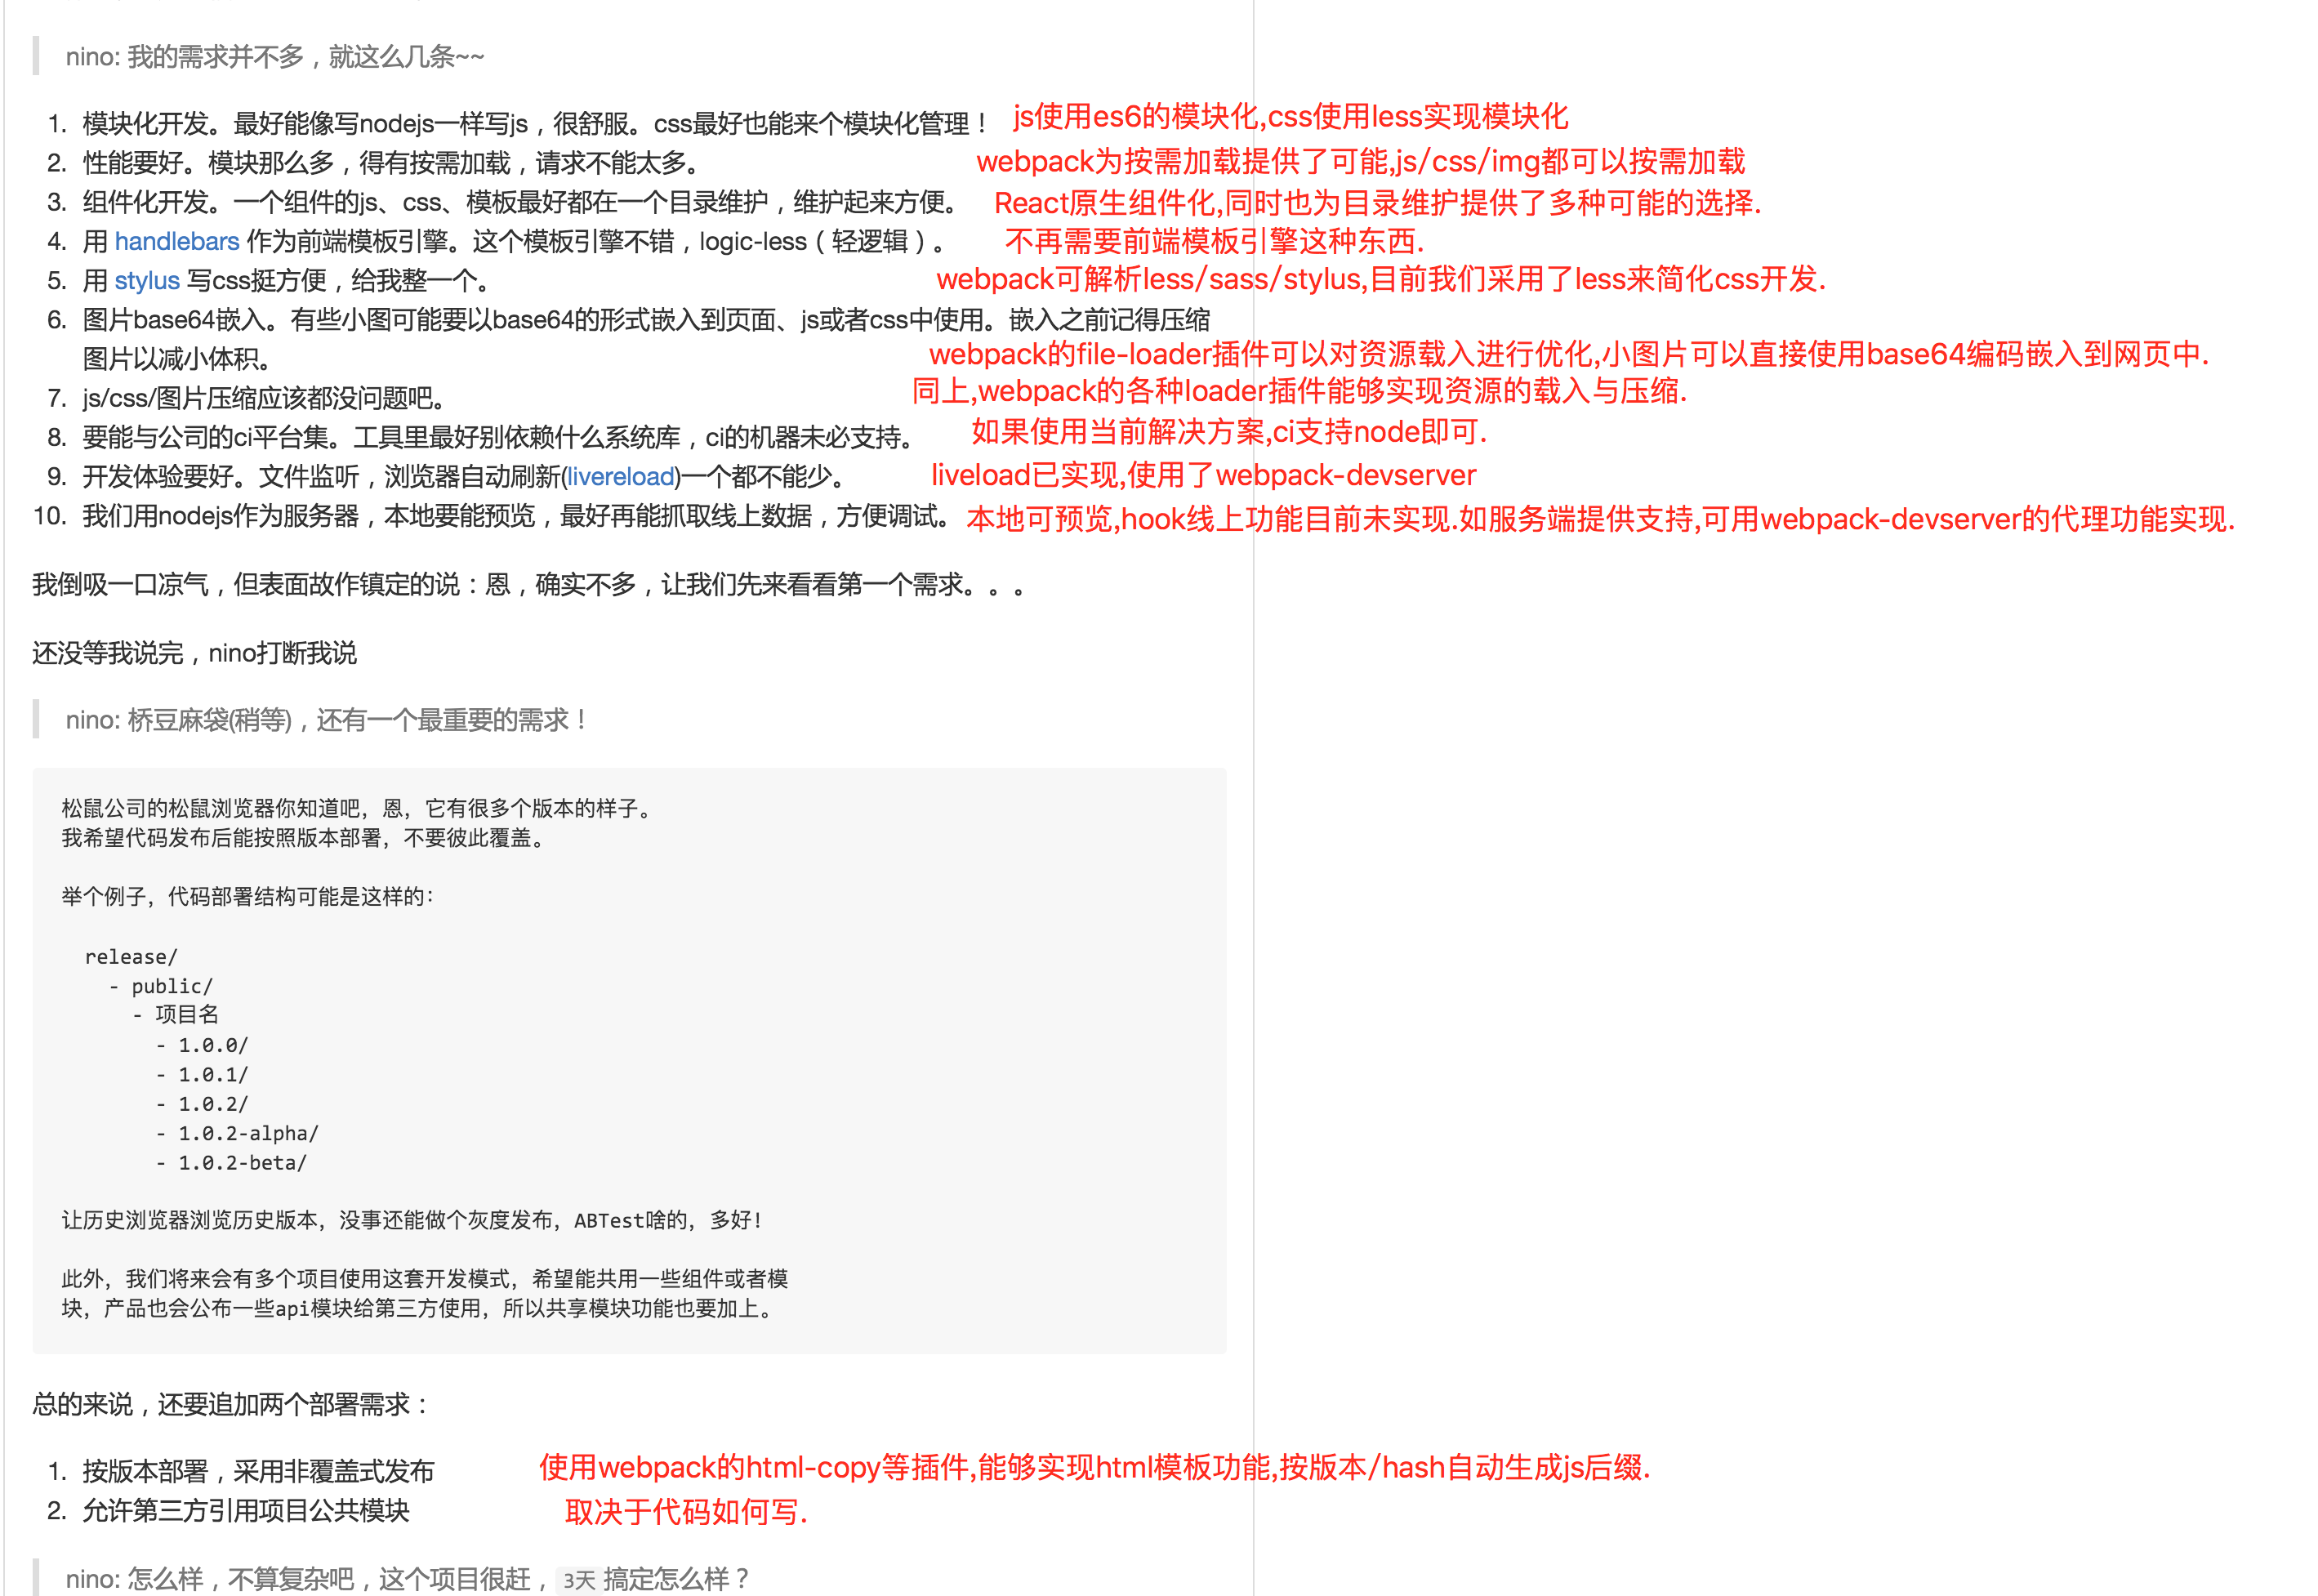 nino: 我的需求并不多，就这么几条~~
1. 模块化开发。最好能像写nodejs一样写js，很舒服。css最好也能来个模块化管理！ js使用es6的模块化,css使用less实现模块化
2. 性能要好。模块那么多，得有按需加载，请求不能太多。 webpack为按需加载提供了可能,js/css/img都可以按需加载
3. 组件化开发。一个组件的js、css、模板最好都在一个目录维护，维护起来方便。 React原生组件化,同时也为目录维护提供了多种可能的选择.
4. 用 handlebars 作为前端模板引擎。这个模板引擎不错，logic-less（轻逻辑）。 不再需要前端模板引擎这种东西.
5. 用 stylus 写css挺方便，给我整一个。 webpack可解析less/sass/stylus,目前我们采用了less来简化css开发.
6. 图片base64嵌入。有些小图可能要以base64的形式嵌入到页面、js或者css中使用。嵌入之前记得压缩
图片以减小体积。 webpack的file-loader插件可以对资源载入进行优化,小图片可以直接使用base64编码嵌入到网页中.
7. js/css/图片压缩应该都没问题吧。 同上,webpack的各种loader插件能够实现资源的载入与压缩.
8. 要能与公司的ci平台集。工具里最好别依赖什么系统库，ci的机器未必支持。 如果使用当前解决方案,ci支持node即可.
9. 开发体验要好。文件监听，浏览器自动刷新(livereload)一个都不能少。 liveload已实现,使用了webpack-devserver
10. 我们用nodejs作为服务器，本地要能预览，最好再能抓取线上数据，方便调试。 本地可预览,hook线上功能目前未实现.如服务端提供支持,可用webpack-devserver的代理功能实现.
我倒吸一口凉气，但表面故作镇定的说：恩，确实不多，让我们先来看看第一个需求。。。
还没等我说完，nino打断我说
nino: 桥豆麻袋(稍等)，还有一个最重要的需求！
松鼠公司的松鼠浏览器你知道吧，恩，它有很多个版本的样子。
我希望代码发布后能按照版本部署，不要彼此覆盖。
举个例子，代码部署结构可能是这样的：
release/
- public/
- 项目名
- 1.0.0/
- 1.0.1/
- 1.0.2/
- 1.0.2-alpha/
- 1.0.2-beta/
让历史浏览器浏览历史版本，没事还能做个灰度发布，ABTest啥的，多好！
此外，我们将来会有多个项目使用这套开发模式，希望能共用一些组件或者模
块，产品也会公布一些api模块给第三方使用，所以共享模块功能也要加上。
总的来说，还要追加两个部署需求：
1. 按版本部署，采用非覆盖式发布 使用webpack的html-copy等插件,能够实现html模板功能,按版本/hash自动生成js后缀.
2. 允许第三方引用项目公共模块 取决于代码如何写.
nino: 怎么样，不算复杂吧，这个项目很赶，3天搞定怎么样？